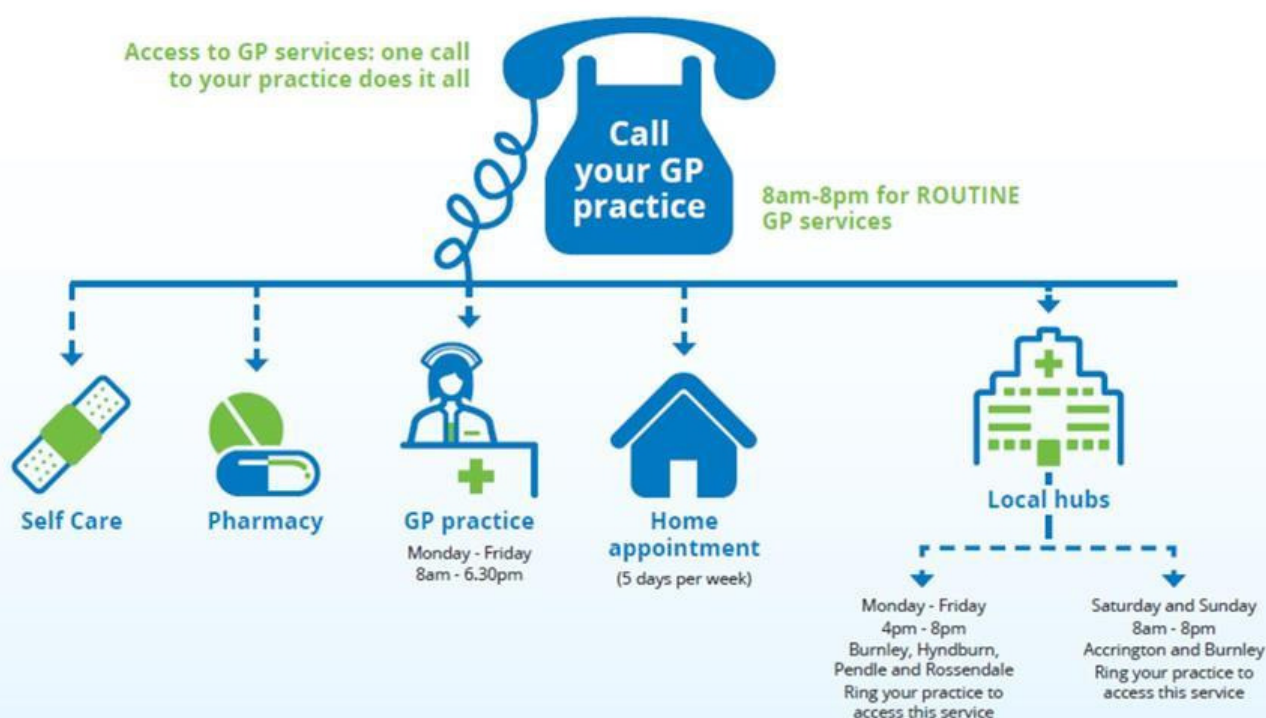 Access to GP services: one call
to your practice does it all
Call
your GP
practice
8am-8pm for ROUTINE
GP services
Self Care
Pharmacy
GP practice
Monday - Friday
8am - 6.30pm
Home
appointment
(5 days per week)
Local hubs
Monday - Friday
4pm - 8pm
Burnley, Hyndburn,
Pendle and Rossendale
Ring your practice to
access this service
Saturday and Sunday
8am - 8pm
Accrington and Burnley
Ring your practice to
access this service